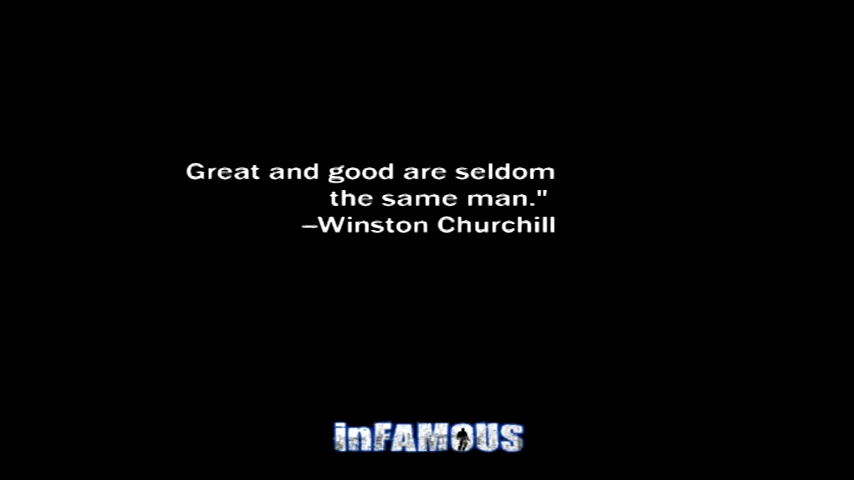 Great and good are seldom
the same man."
–Winston Churchill
inFAMOUS